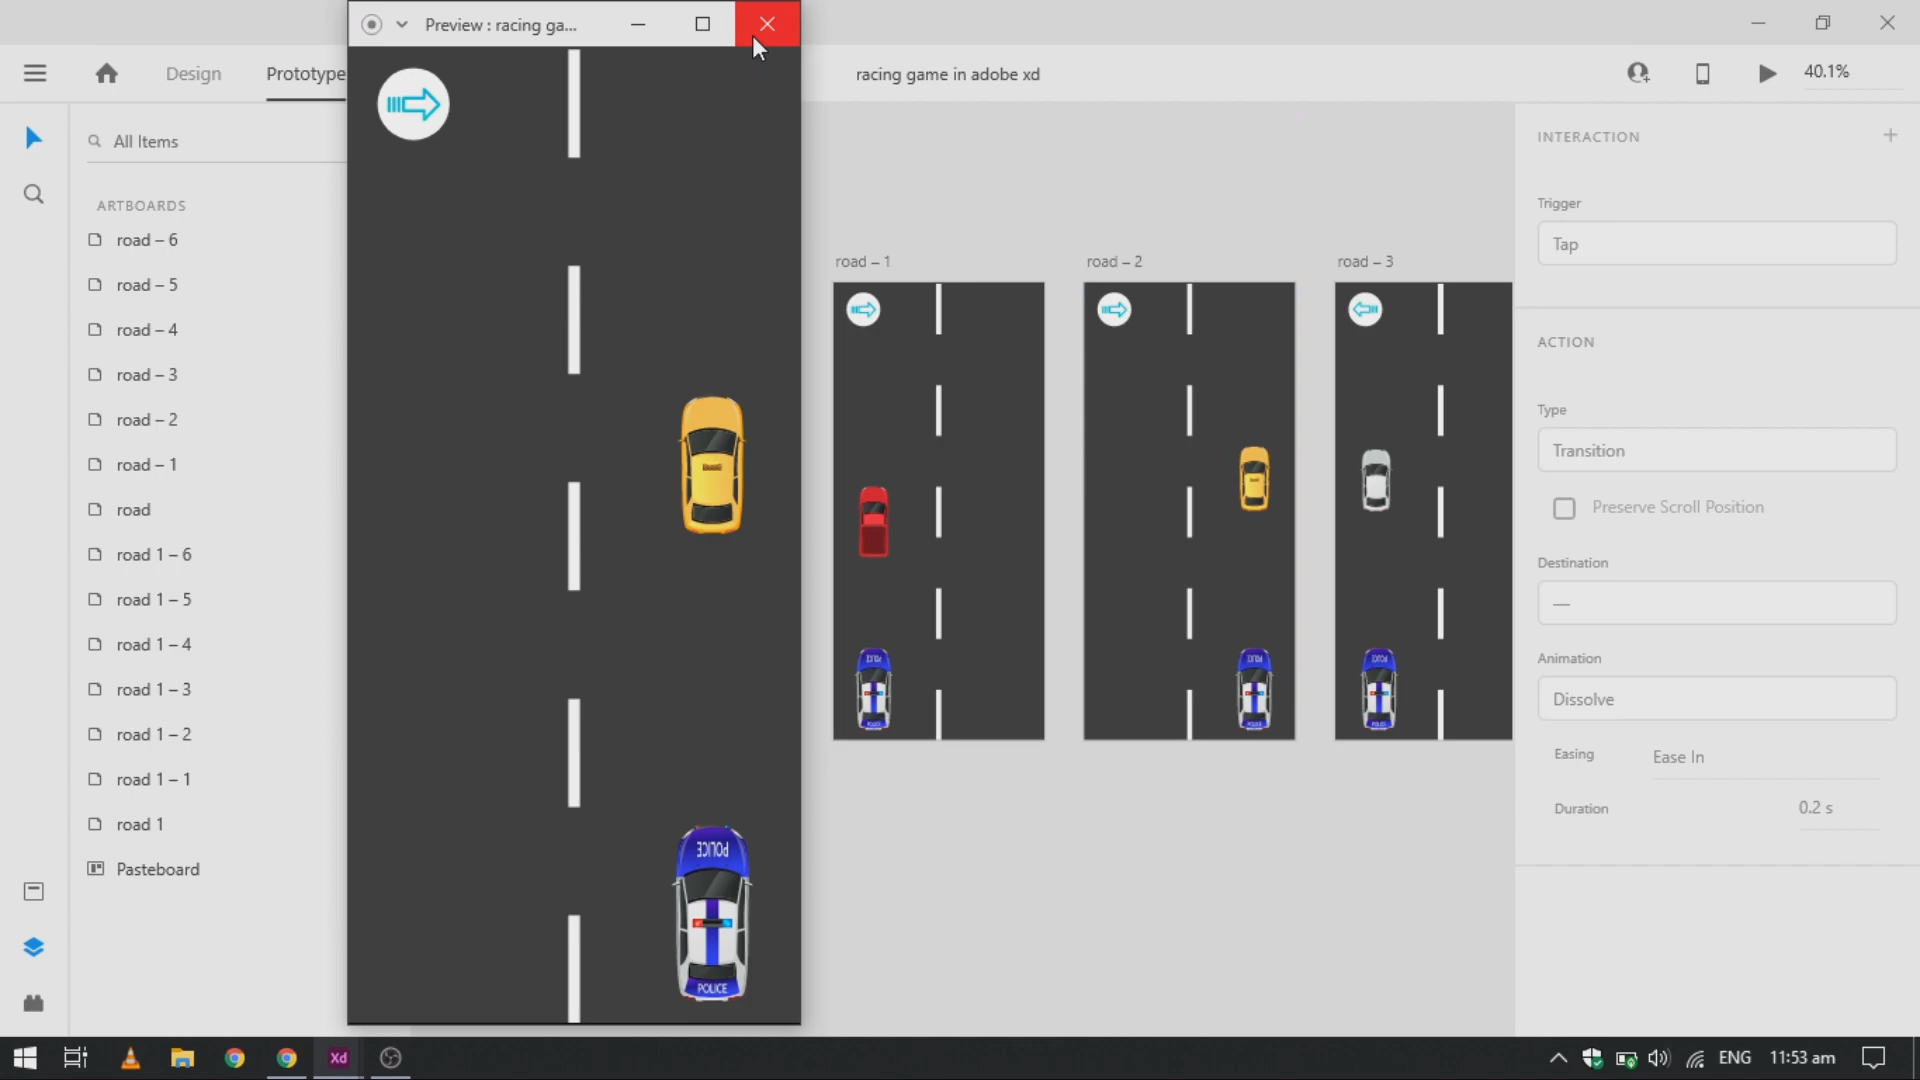 Preview : racing ga...
Design
Prototype
racing game in adobe xd
40.1%
All Items
ARTBOARDS
road – 6
road – 5
road – 4
road – 3
road – 2
road – 1
road
road 1 – 6
road 1 – 5
road 1 – 4
road 1 – 3
road 1 – 2
road 1 – 1
road 1
Pasteboard
POLICE
POLICE
road – 1
road – 2
road – 3
INTERACTION
Trigger
Tap
ACTION
Type
Transition
Preserve Scroll Position
Destination
—
Animation
Dissolve
Easing
Ease In
Duration
0.2 s
Xd
ENG
11:53 am